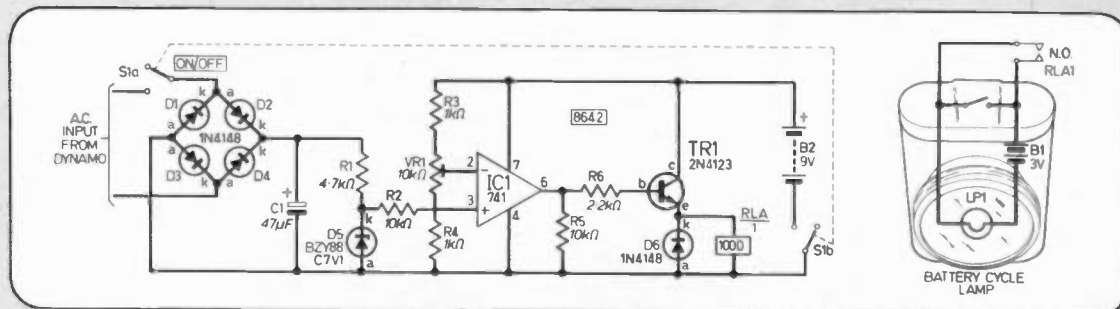 S1a
ON/OFF
A.C.
INPUT
FROM
DYNAMO
k
a
D1
a
k
D2
1N4148
a
k
D3
k
a
D4
+
C1
47µF
R1
4·7kΩ
D5
BZY88
C7V1
k
a
R2
10kΩ
R3
1kΩ
VR1
10kΩ
R4
1kΩ
2
−
3
+
IC1
741
7
4
6
8642
R5
10kΩ
R6
2·2kΩ
TR1
2N4123
c
b
e
k
D6
1N4148
a
RLA
1
1000
+
B2
9V
S1b
N.O.
RLA1
B1
3V
LP1
BATTERY CYCLE
LAMP